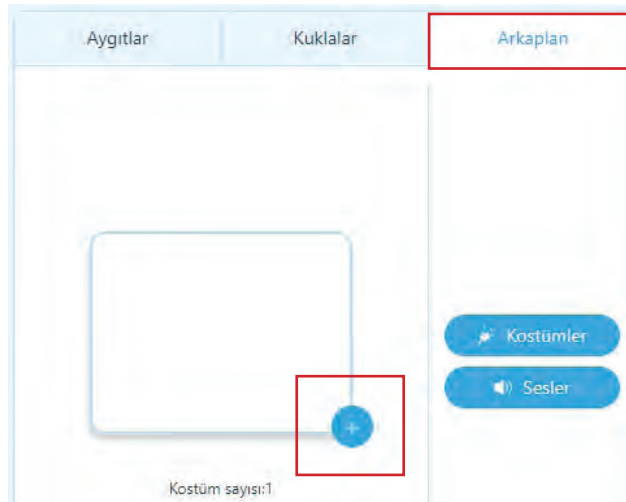 Aygıtlar
Kuklalar
Arkaplan
+
Kostümler
Sesler
Kostüm sayısı:1